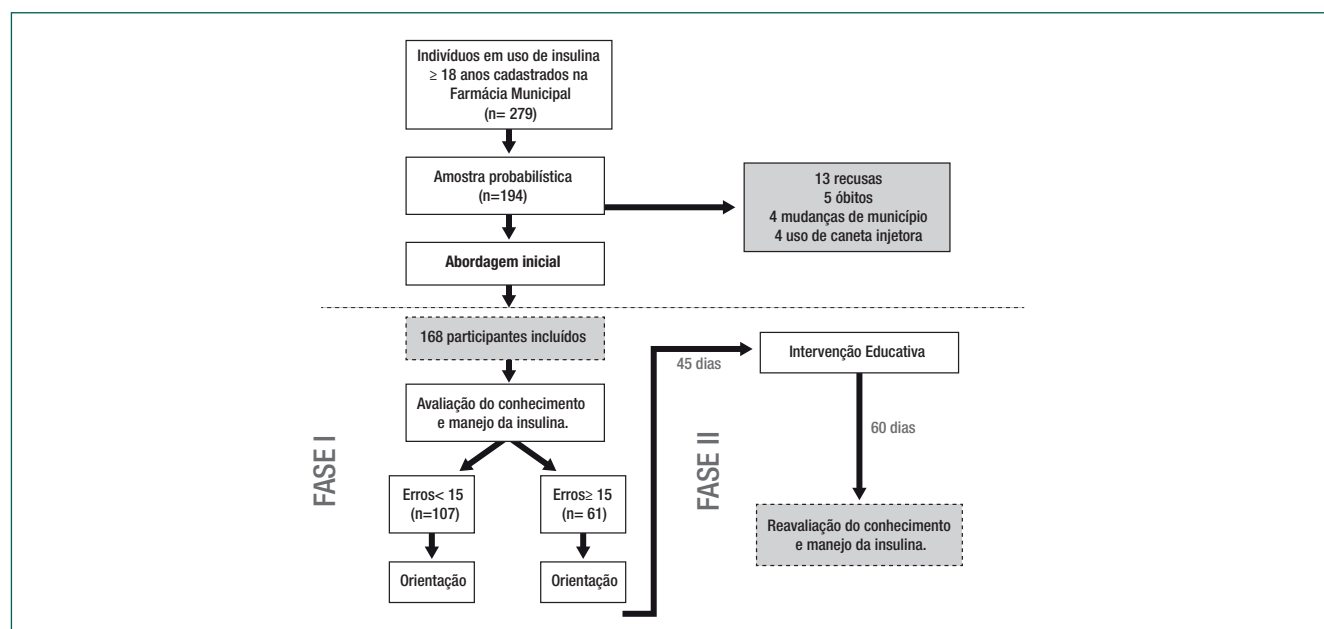 Indivíduos em uso de insulina
≥ 18 anos cadastrados na
Farmácia Municipal
(n= 279)
Amostra probabilística
(n=194)
13 recusas
5 óbitos
4 mudanças de município
4 uso de caneta injetora
Abordagem inicial
168 participantes incluídos
Avaliação do conhecimento
e manejo da insulina.
FASE I
Erros< 15
(n=107)
Erros≥ 15
(n= 61)
Orientação
Orientação
45 dias
Intervenção Educativa
FASE II
60 dias
Reavaliação do conhecimento
e manejo da insulina.